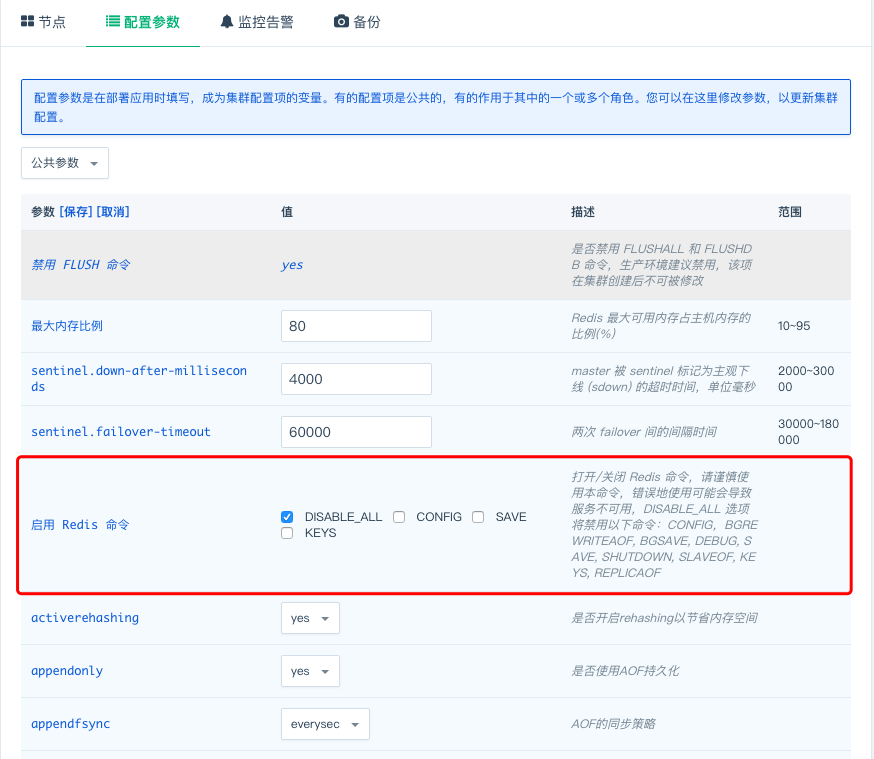 节点 配置参数 监控告警 备份
配置参数是在部署应用时填写，成为集群配置项的变量。有的配置项是公共的，有的作用于其中的一个或多个角色。您可以在这里修改参数，以更新集群
配置。
公共参数
参数 [保存] [取消] 值 描述 范围
禁用 FLUSH 命令 yes
是否禁用 FLUSHALL 和 FLUSHD
B 命令，生产环境建议禁用，该项
在集群创建后不可被修改
最大内存比例 80
Redis 最大可用内存占主机内存的
比例(%)
10~95
sentinel.down-after-millisecon
ds
4000
master 被 sentinel 标记为主观下
线 (sdown) 的超时时间，单位毫秒
2000~300
00
sentinel.failover-timeout 60000 两次 failover 间的间隔时间
30000~180
000
启用 Redis 命令
DISABLE_ALL CONFIG SAVE
KEYS
打开/关闭 Redis 命令，请谨慎使
用本命令，错误地使用可能会导致
服务不可用，DISABLE_ALL 选项
将禁用以下命令：CONFIG, BGRE
WRITEAOF, BGSAVE, DEBUG, S
AVE, SHUTDOWN, SLAVEOF, KE
YS, REPLICAOF
activerehashing yes 是否开启rehashing以节省内存空间
appendonly yes 是否使用AOF持久化
appendfsync everysec AOF的同步策略